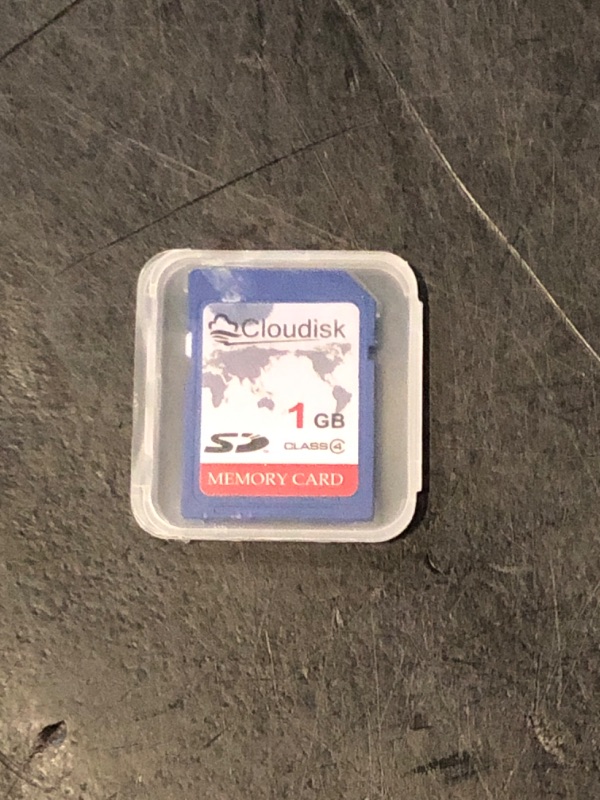 Cloudisk
1 GB
SD CLASS 4
MEMORY CARD